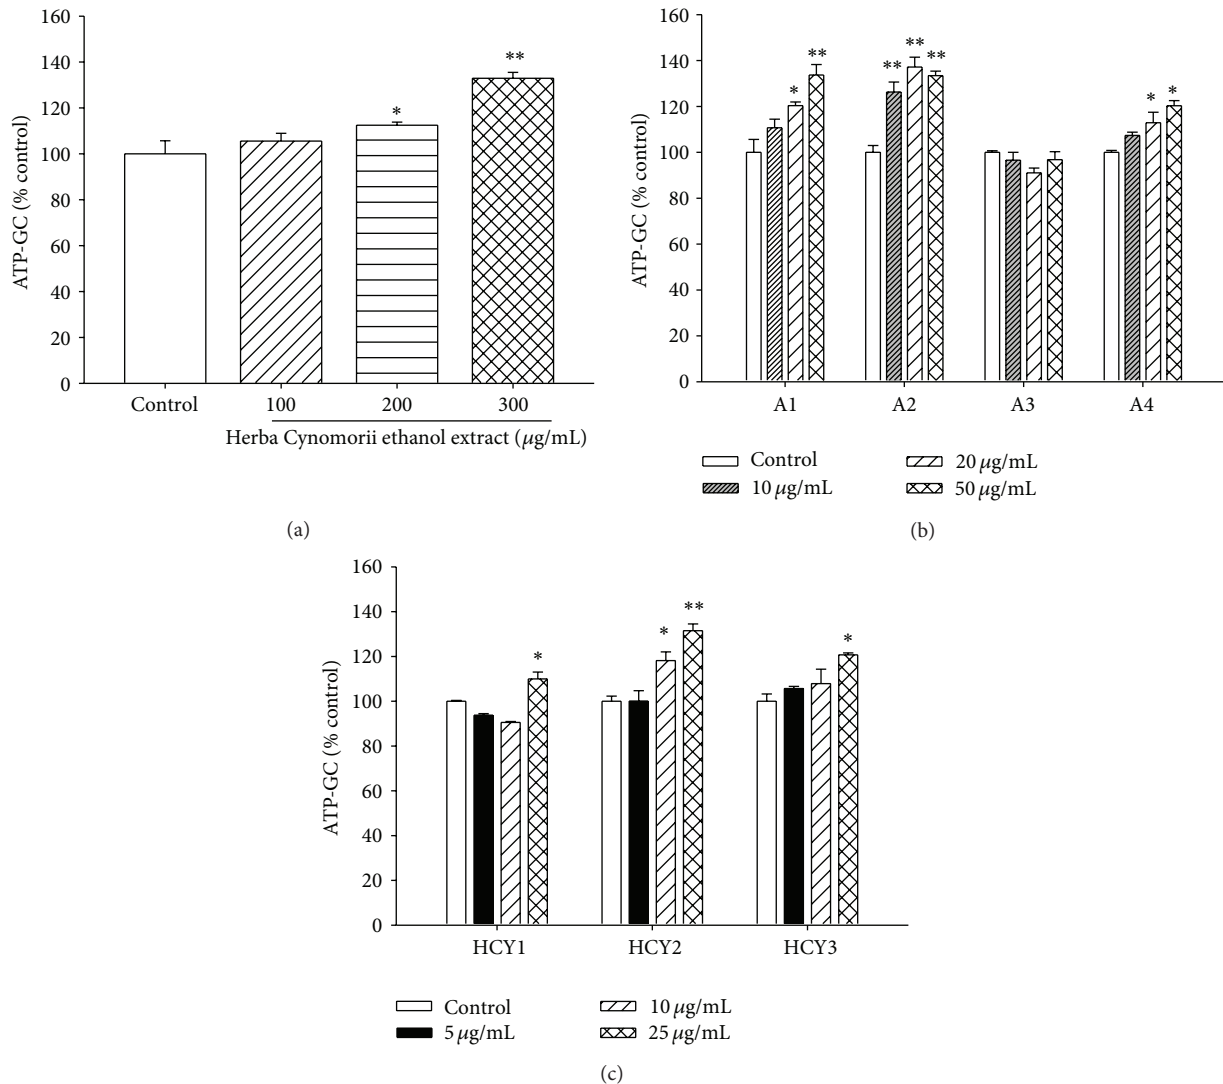 160
140
120
100
80
60
40
20
0
ATP-GC (% control)
*
**
Control
100
200
300
Herba Cynomorii ethanol extract (μg/mL)
(a)
160
140
120
100
80
60
40
20
0
ATP-GC (% control)
*
**
**
**
**
*
*
A1
A2
A3
A4
Control
10 μg/mL
20 μg/mL
50 μg/mL
(b)
160
140
120
100
80
60
40
20
0
ATP-GC (% control)
*
*
**
*
HCY1
HCY2
HCY3
Control
5 μg/mL
10 μg/mL
25 μg/mL
(c)